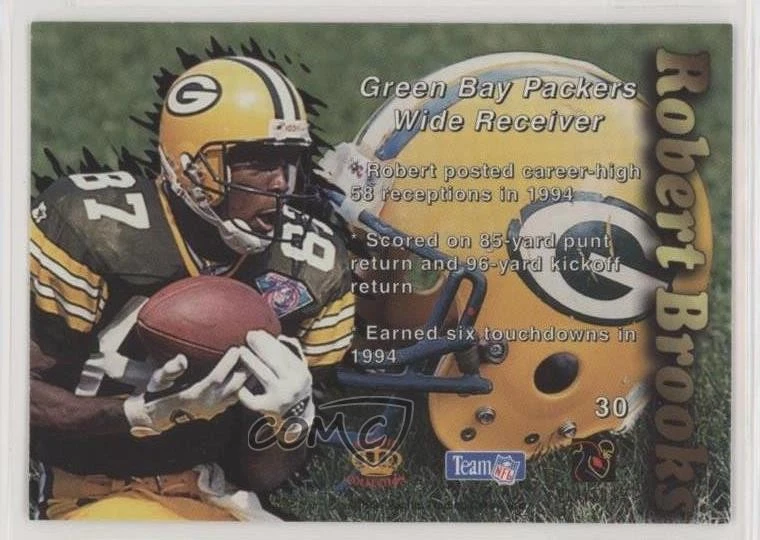 Green Bay Packers
Wide Receiver
* Robert posted career-high
58 receptions in 1994
* Scored on 85-yard punt
return and 96-yard kickoff
return
* Earned six touchdowns in
1994
30
Robert Brooks
87
G
G
COMC
COLLECTION
Team NFL